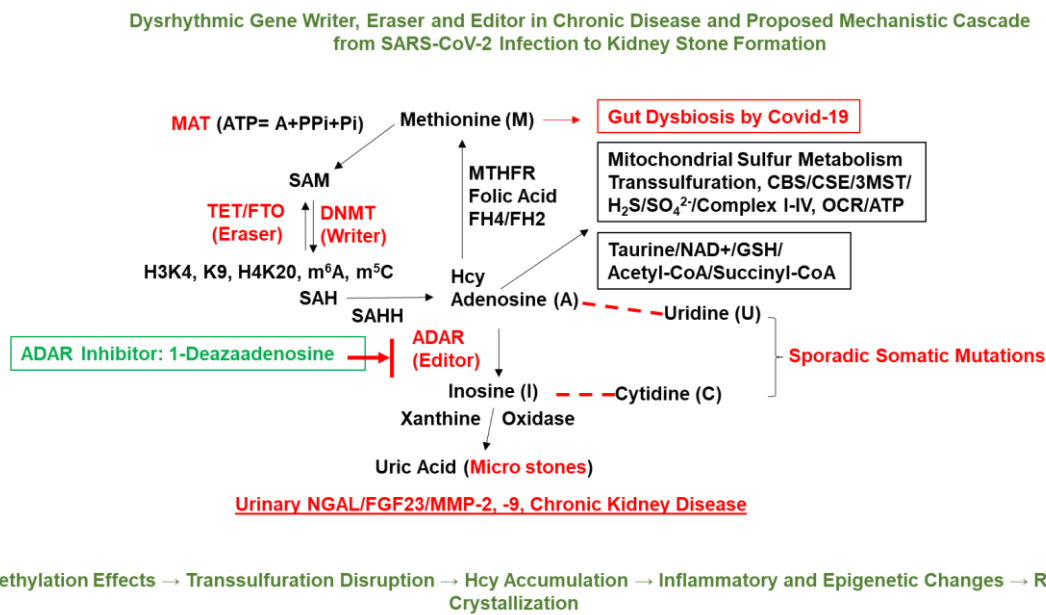 Dysrhythmic Gene Writer, Eraser and Editor in Chronic Disease and Proposed Mechanistic Cascade
from SARS-CoV-2 Infection to Kidney Stone Formation
MAT (ATP= A+PPi+Pi)
Methionine (M)
Gut Dysbiosis by Covid-19
Mitochondrial Sulfur Metabolism
Transsulfuration, CBS/CSE/3MST/
H₂S/SO₄²⁻/Complex I-IV, OCR/ATP
MTHFR
Folic Acid
FH4/FH2
SAM
TET/FTO
(Eraser)
DNMT
(Writer)
Taurine/NAD+/GSH/
Acetyl-CoA/Succinyl-CoA
H3K4, K9, H4K20, m⁶A, m⁵C
SAH
SAHH
Hcy
Adenosine (A)
Uridine (U)
ADAR Inhibitor: 1-Deazaadenosine
ADAR
(Editor)
Sporadic Somatic Mutations
Inosine (I)
Cytidine (C)
Xanthine Oxidase
Uric Acid (Micro stones)
Urinary NGAL/FGF23/MMP-2, -9, Chronic Kidney Disease
ethylation Effects → Transsulfuration Disruption → Hcy Accumulation → Inflammatory and Epigenetic Changes → R
Crystallization